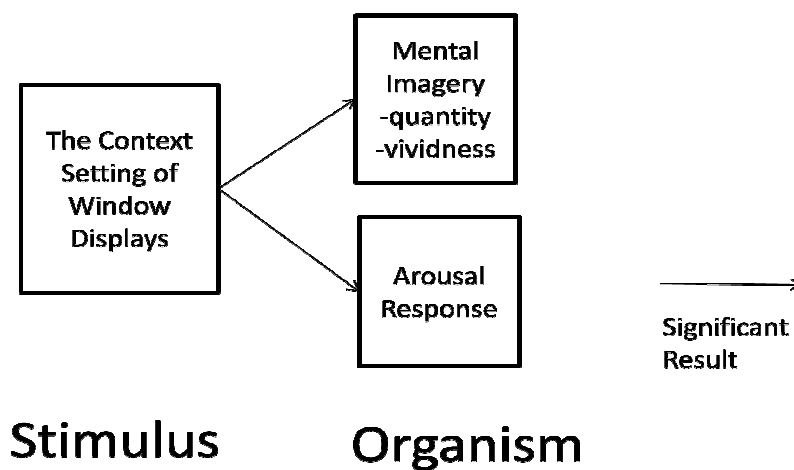 The Context
Setting of
Window
Displays
Mental
Imagery
-quantity
-vividness
Arousal
Response
Significant
Result
Stimulus
Organism